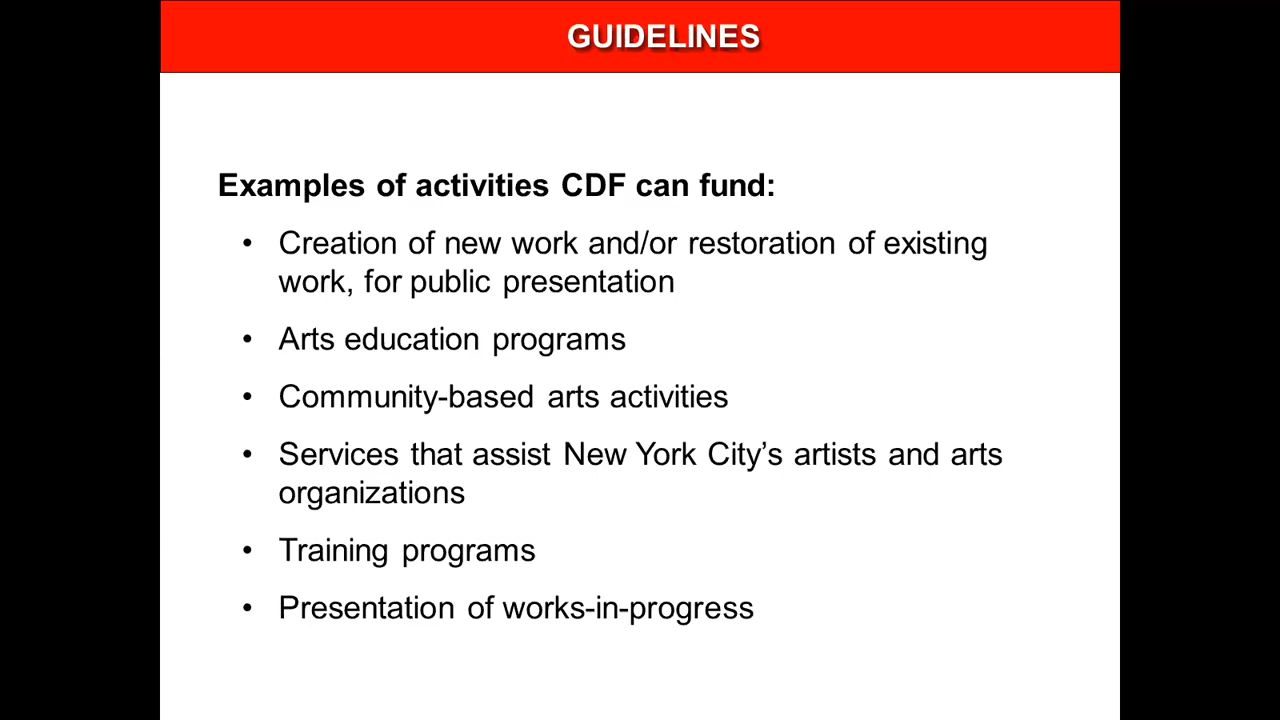 GUIDELINES
Examples of activities CDF can fund:
• Creation of new work and/or restoration of existing
work, for public presentation
• Arts education programs
• Community-based arts activities
• Services that assist New York City’s artists and arts
organizations
• Training programs
• Presentation of works-in-progress